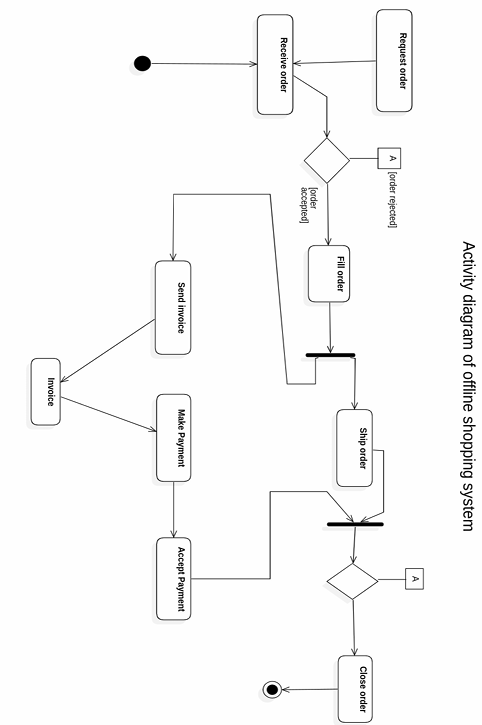 Activity diagram of offline shopping system
Request order
Receive order
A
[order rejected]
[order
accepted]
Fill order
Send invoice
Invoice
Make Payment
Ship order
Accept Payment
A
Close order